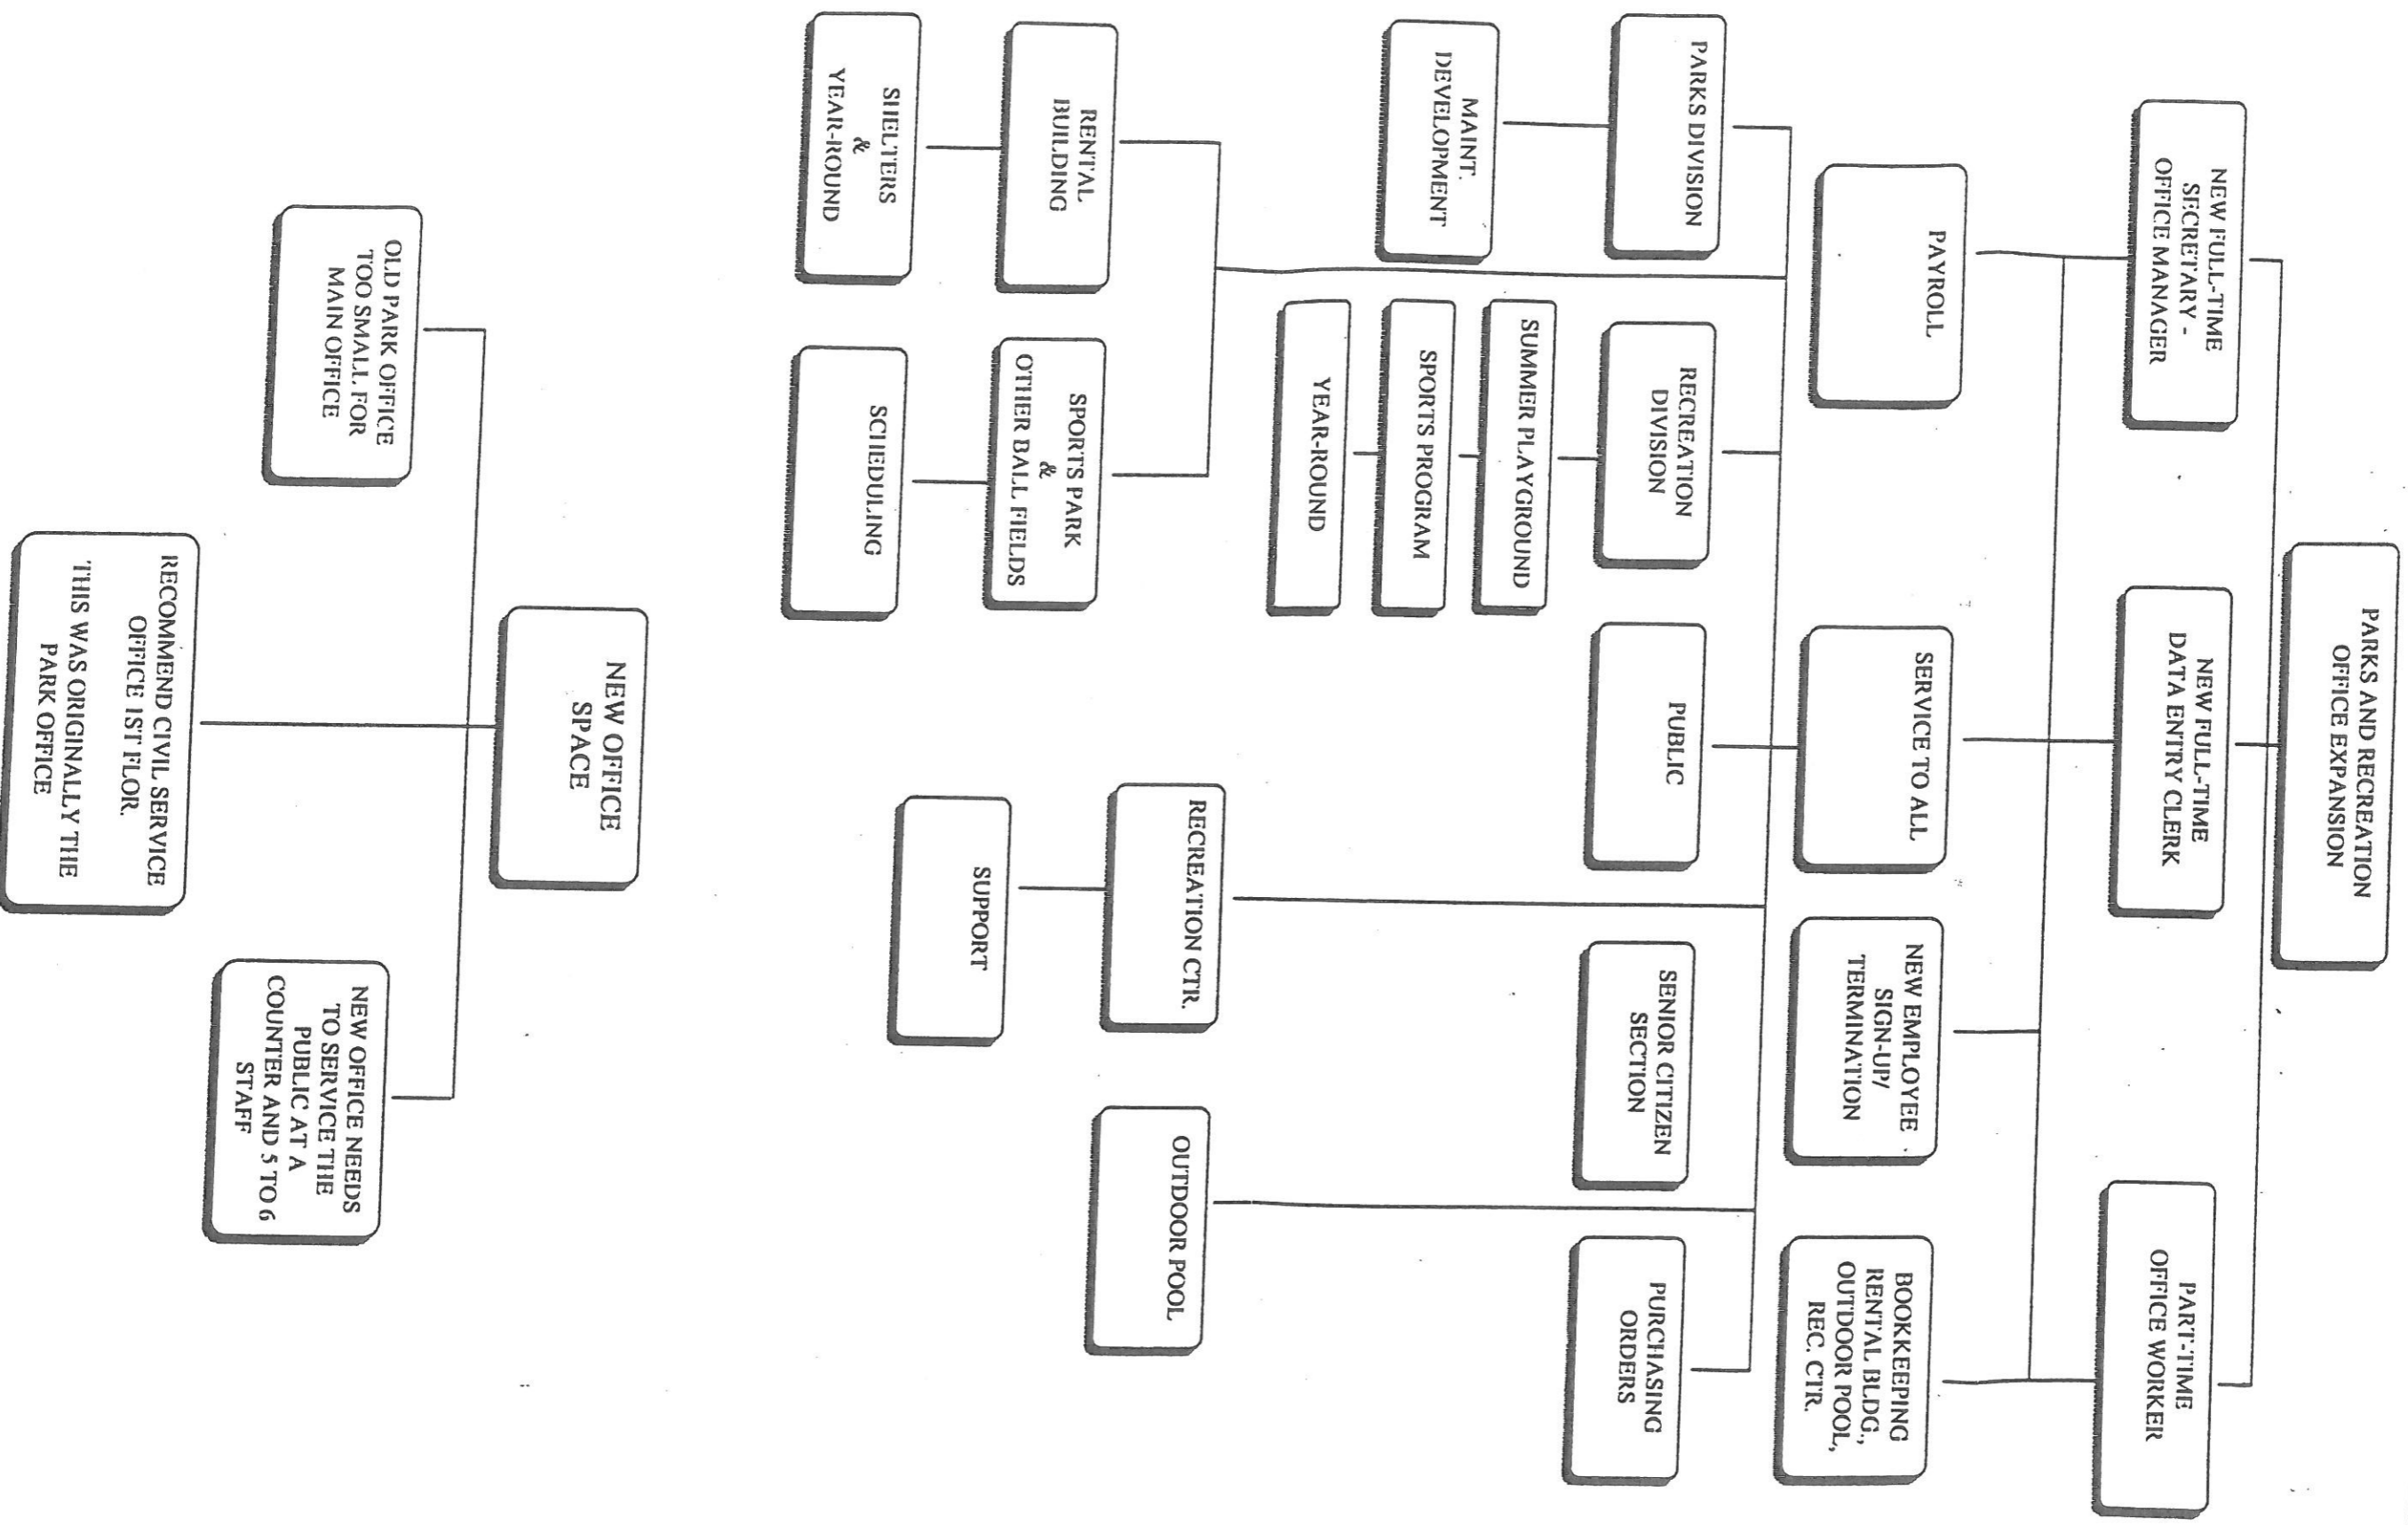 PARKS AND RECREATION
OFFICE EXPANSION
NEW FULL-TIME
SECRETARY -
OFFICE MANAGER
NEW FULL-TIME
DATA ENTRY CLERK
PART-TIME
OFFICE WORKER
PAYROLL
SERVICE TO ALL
NEW EMPLOYEE
SIGN-UP/
TERMINATION
BOOKKEEPING
RENTAL BLDG.,
OUTDOOR POOL,
REC. CTR.
PARKS DIVISION
RECREATION
DIVISION
PUBLIC
SENIOR CITIZEN
SECTION
PURCHASING
ORDERS
MAINT.
DEVELOPMENT
SUMMER PLAYGROUND
SPORTS PROGRAM
YEAR-ROUND
RENTAL
BUILDING
SPORTS PARK
&
OTHER BALL FIELDS
RECREATION CTR.
OUTDOOR POOL
SHELTERS
&
YEAR-ROUND
SCHEDULING
SUPPORT
NEW OFFICE
SPACE
OLD PARK OFFICE
TOO SMALL FOR
MAIN OFFICE
RECOMMEND CIVIL SERVICE
OFFICE 1ST FLOR.
THIS WAS ORIGINALLY THE
PARK OFFICE
NEW OFFICE NEEDS
TO SERVICE THE
PUBLIC AT A
COUNTER AND 5 TO 6
STAFF